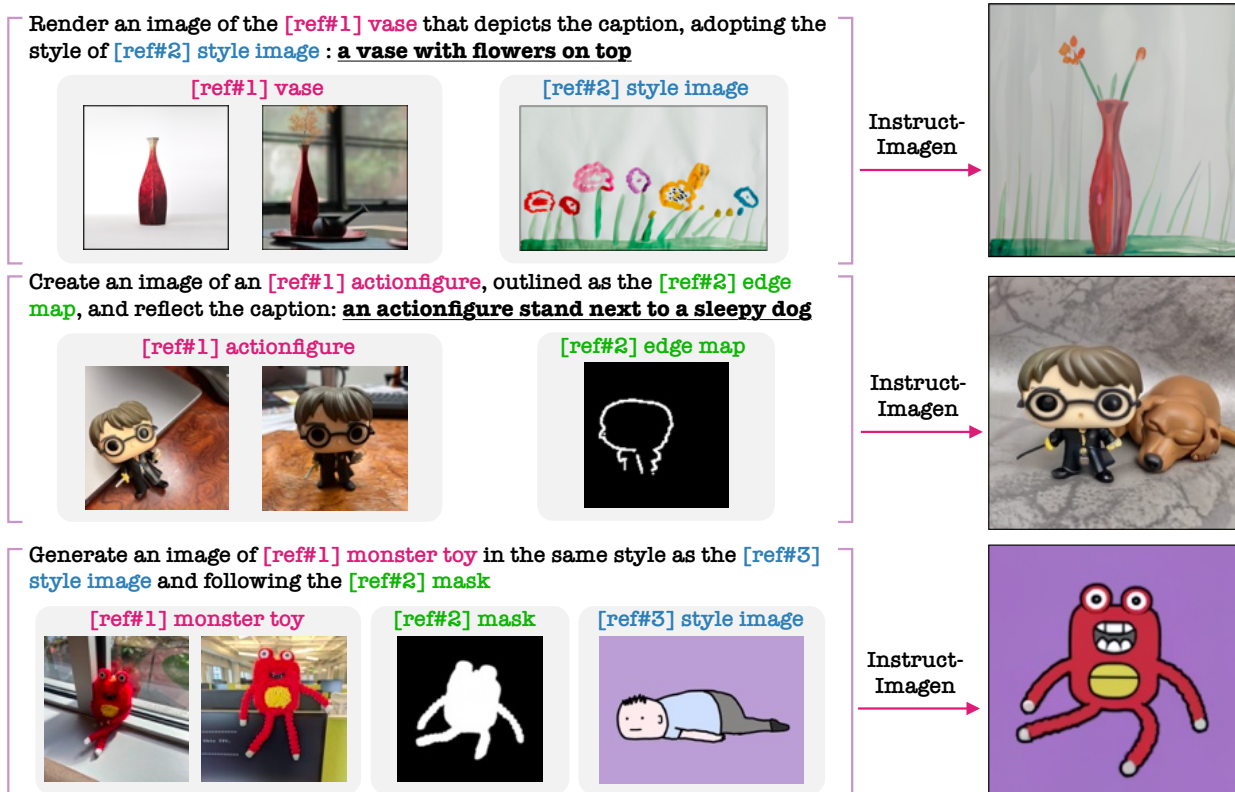 Render an image of the [ref#1] vase that depicts the caption, adopting the
style of [ref#2] style image : a vase with flowers on top
[ref#1] vase
[ref#2] style image
Instruct-
Imagen
Create an image of an [ref#1] actionfigure, outlined as the [ref#2] edge
map, and reflect the caption: an actionfigure stand next to a sleepy dog
[ref#1] actionfigure
[ref#2] edge map
Instruct-
Imagen
Generate an image of [ref#1] monster toy in the same style as the [ref#3]
style image and following the [ref#2] mask
[ref#1] monster toy
[ref#2] mask
[ref#3] style image
Instruct-
Imagen